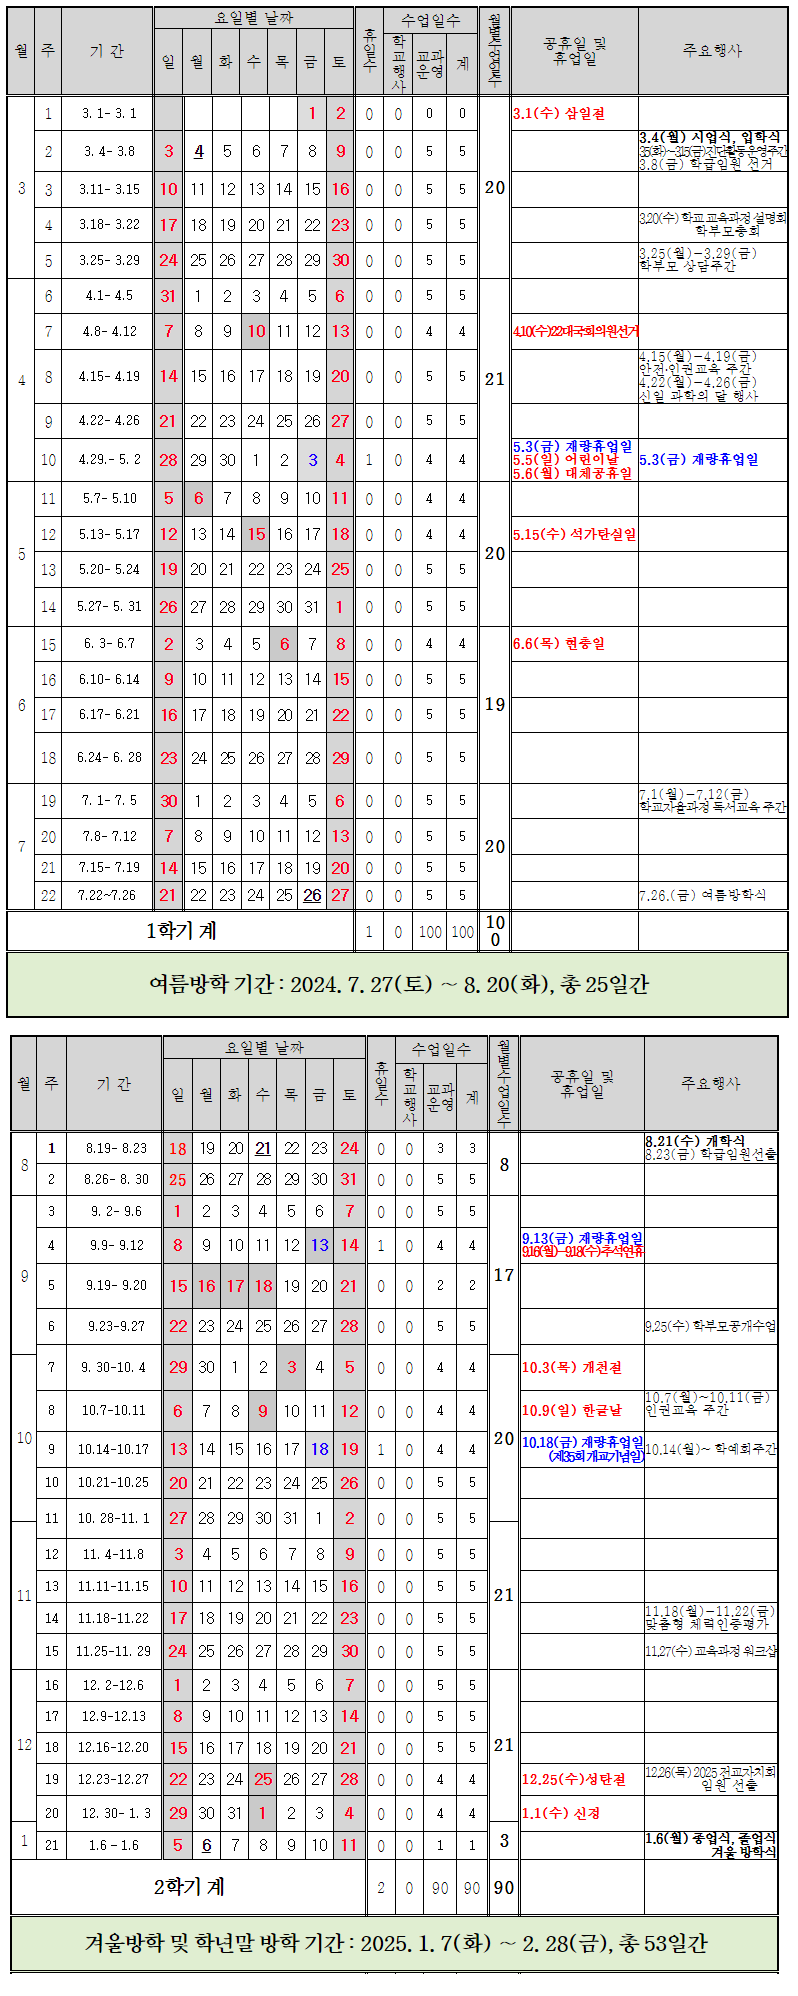 월 주 기 간 요일별 날짜 휴일수 수업일수 월별수업일수 공휴일 및 휴업일 주요행사
일 월 화 수 목 금 토 학교행사 교과운영 계
3
1 3. 1- 3. 1 1 2 0 0 0 0 3.1(수) 삼일절
2 3. 4- 3.8 3 4 5 6 7 8 9 0 0 5 5 3.4(월) 시업식, 입학식
3.5(화)~3.15(금)진단활동운영주간
3.8(금) 학급임원 선거
3 3.11- 3.15 10 11 12 13 14 15 16 0 0 5 5 20
4 3.18- 3.22 17 18 19 20 21 22 23 0 0 5 5 3.20(수)학교교육과정 설명회
학부모총회
5 3.25- 3.29 24 25 26 27 28 29 30 0 0 5 5 3.25(월)-3.29(금)
학부모 상담주간
4
6 4.1- 4.5 31 1 2 3 4 5 6 0 0 5 5
7 4.8- 4.12 7 8 9 10 11 12 13 0 0 4 4 4.10(수)22대국회의원선거
8 4.15- 4.19 14 15 16 17 18 19 20 0 0 5 5 21 4.15(월)-4.19(금)
안전·인권교육 주간
4.22(월)-4.26(금)
신일 과학의 달 행사
9 4.22- 4.26 21 22 23 24 25 26 27 0 0 5 5
10 4.29.- 5. 2 28 29 30 1 2 3 4 1 0 4 4 5.3(금) 재량휴업일
5.5(일) 어린이날
5.6(월) 대체공휴일
5.3(금) 재량휴업일
5
11 5.7- 5.10 5 6 7 8 9 10 11 0 0 4 4
12 5.13- 5.17 12 13 14 15 16 17 18 0 0 4 4 20 5.15(수) 석가탄실일
13 5.20- 5.24 19 20 21 22 23 24 25 0 0 5 5
14 5.27- 5. 31 26 27 28 29 30 31 1 0 0 5 5
6
15 6. 3- 6.7 2 3 4 5 6 7 8 0 0 4 4 6.6(목) 현충일
16 6.10- 6.14 9 10 11 12 13 14 15 0 0 5 5
17 6.17- 6.21 16 17 18 19 20 21 22 0 0 5 5 19
18 6.24- 6. 28 23 24 25 26 27 28 29 0 0 5 5
7
19 7. 1- 7. 5 30 1 2 3 4 5 6 0 0 5 5 7.1(월)-7.12(금)
학교자율과정 독서교육 주간
20 7.8- 7.12 7 8 9 10 11 12 13 0 0 5 5 20
21 7.15- 7.19 14 15 16 17 18 19 20 0 0 5 5
22 7.22~7.26 21 22 23 24 25 26 27 0 0 5 5 7.26.(금) 여름방학식
1학기 계 1 0 100 100 100
여름방학 기간 : 2024. 7. 27(토) ~ 8. 20(화), 총 25일간
월 주 기 간 요일별 날짜 휴일수 수업일수 월별수업일수 공휴일 및 휴업일 주요행사
일 월 화 수 목 금 토 학교행사 교과운영 계
8
1 8.19- 8.23 18 19 20 21 22 23 24 0 0 3 3 8 8.21(수) 개학식
8.23(금) 학급임원선출
2 8.26- 8. 30 25 26 27 28 29 30 31 0 0 5 5
9
3 9. 2- 9.6 1 2 3 4 5 6 7 0 0 5 5
4 9.9- 9.12 8 9 10 11 12 13 14 1 0 4 4 17 9.13(금) 재량휴업일
9.16(월)-9.18(수)추석연휴
5 9.19- 9.20 15 16 17 18 19 20 21 0 0 2 2
6 9.23-9.27 22 23 24 25 26 27 28 0 0 5 5 9.25(수) 학부모공개수업
10
7 9. 30-10. 4 29 30 1 2 3 4 5 0 0 4 4 10.3(목) 개천절
8 10.7-10.11 6 7 8 9 10 11 12 0 0 4 4 20 10.9(일) 한글날 10.7(월)~10.11(금)
인권교육 주간
9 10.14-10.17 13 14 15 16 17 18 19 1 0 4 4 10.18(금) 재량휴업일
(제35회 개교기념일)
10.14(월)~ 학예회주간
10 10.21-10.25 20 21 22 23 24 25 26 0 0 5 5
11 10. 28-11. 1 27 28 29 30 31 1 2 0 0 5 5
11
12 11. 4-11.8 3 4 5 6 7 8 9 0 0 5 5
13 11.11-11.15 10 11 12 13 14 15 16 0 0 5 5 21
14 11.18-11.22 17 18 19 20 21 22 23 0 0 5 5 11.18(월)-11.22(금)
맞춤형 체력인증평가
15 11.25-11. 29 24 25 26 27 28 29 30 0 0 5 5 11.27(수) 교육과정 워크샵
12
16 12. 2-12.6 1 2 3 4 5 6 7 0 0 5 5
17 12.9-12.13 8 9 10 11 12 13 14 0 0 5 5
18 12.16-12.20 15 16 17 18 19 20 21 0 0 5 5 21
19 12.23-12.27 22 23 24 25 26 27 28 0 0 4 4 12.25(수)성탄절 12.26(목) 2025 전교자치회
임원 선출
20 12. 30- 1. 3 29 30 31 1 2 3 4 0 0 4 4 1.1(수) 신정
1
21 1.6 - 1.6 5 6 7 8 9 10 11 0 0 1 1 3 1.6(월) 종업식, 졸업식
겨울 방학식
2학기 계 2 0 90 90 90
겨울방학 및 학년말 방학 기간 : 2025. 1. 7(화) ~ 2. 28(금), 총 53일간